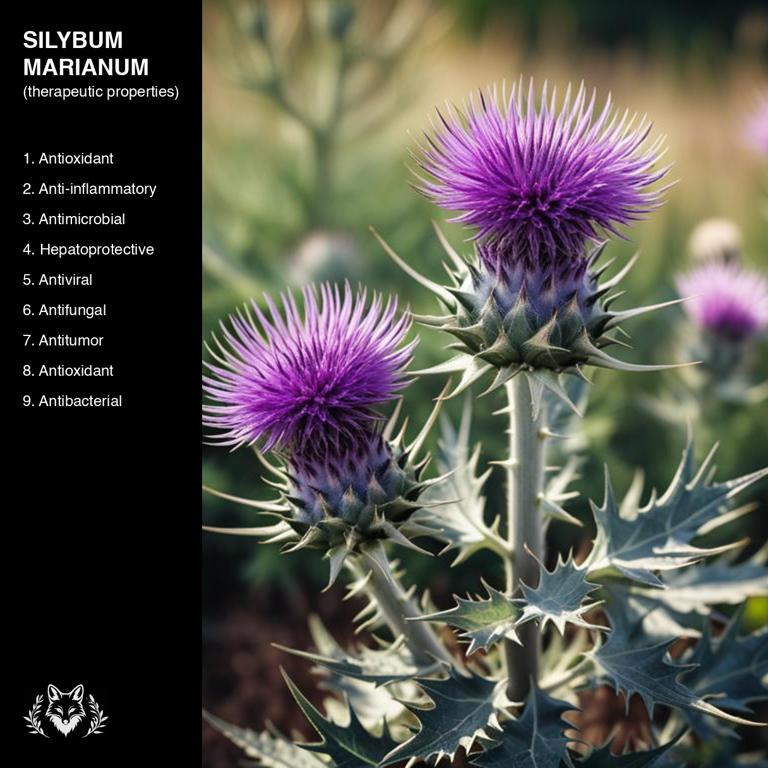 SILYBUM
MARIANUM
(therapeutic properties)
1. Antioxidant
2. Anti-inflammatory
3. Antimicrobial
4. Hepatoprotective
5. Antiviral
6. Antifungal
7. Antitumor
8. Antioxidant
9. Antibacterial